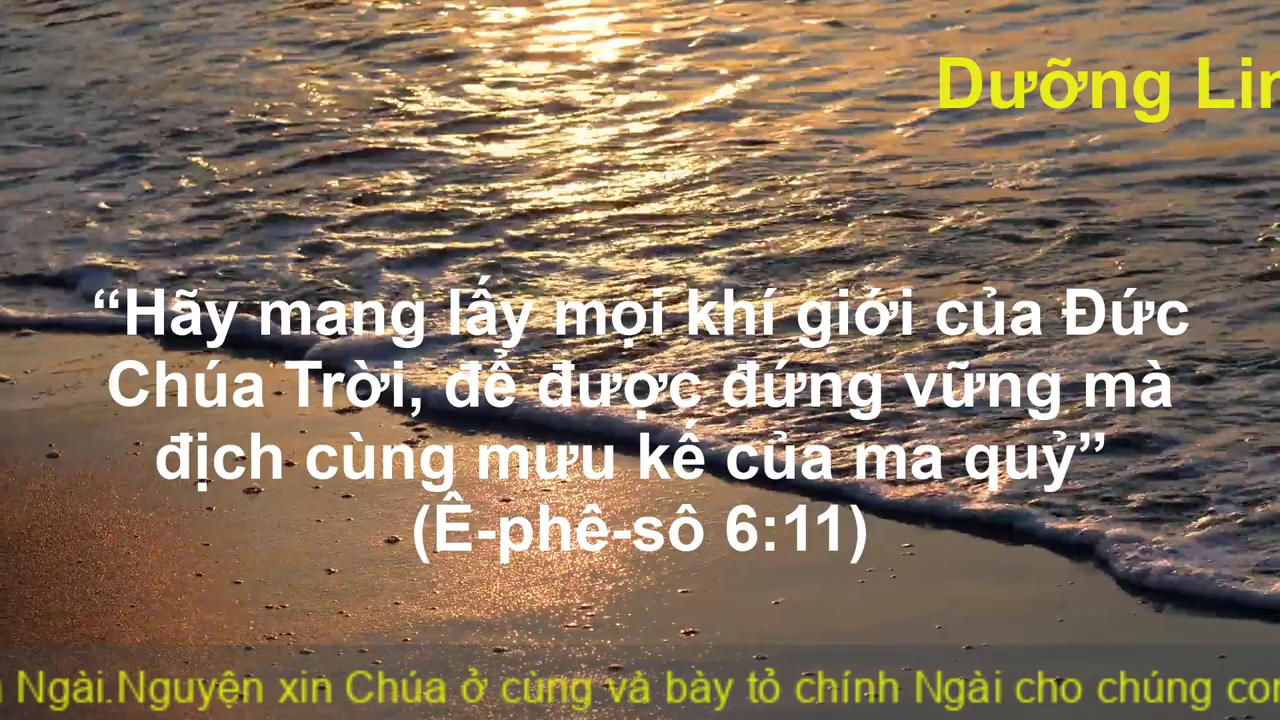 Dưỡng
“Hãy mang lấy mọi khí giới của Đức
Chúa Trời, để được đứng vững mà
địch cùng mưu kế của ma quỷ”
(Ê-phê-sô 6:11)
Ngài.Nguyện xin Chúa ở cùng và bày tỏ chính Ngài cho chúng con